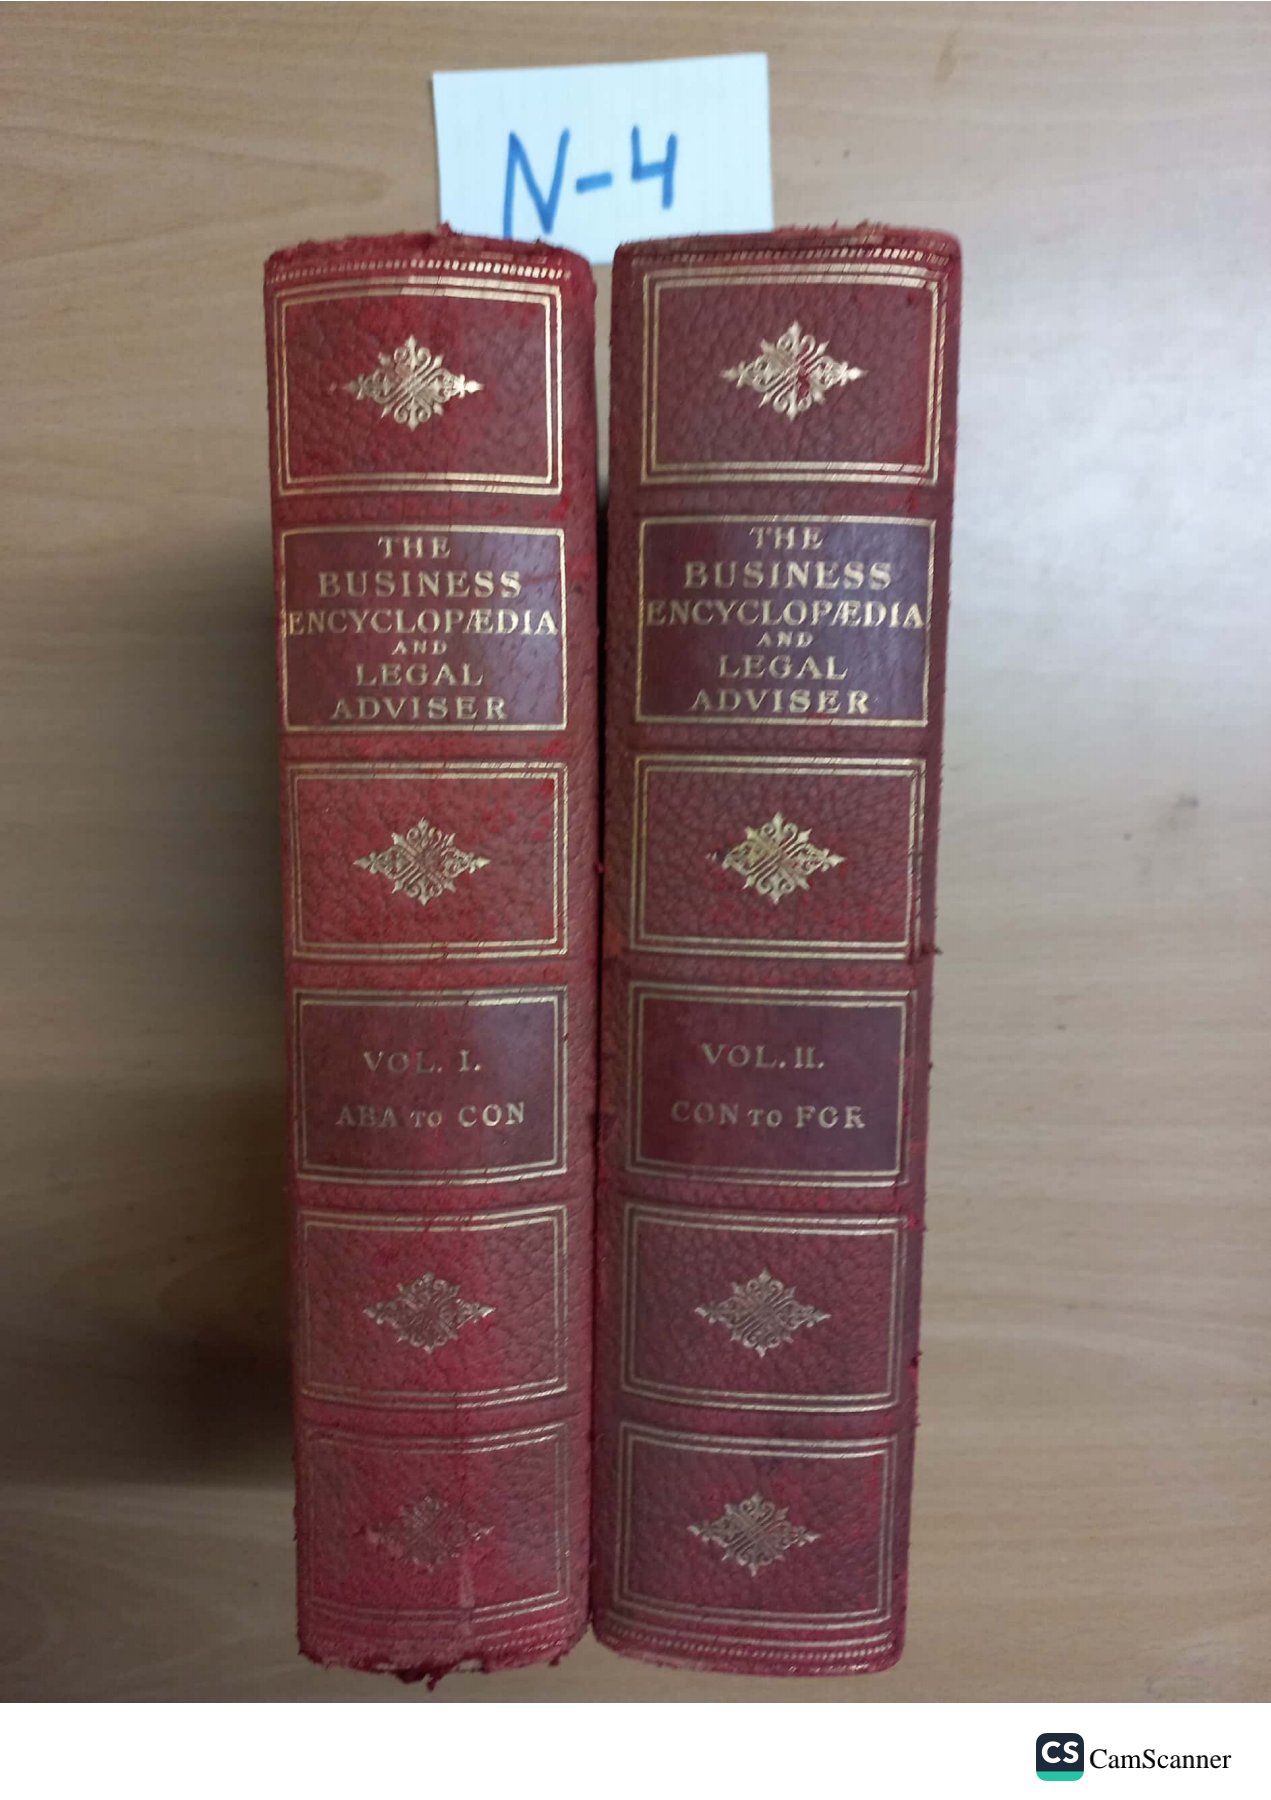 N-4
THE
BUSINESS
ENCYCLOPÆDIA
AND
LEGAL
ADVISER
VOL. I.
ABA TO CON
THE
BUSINESS
ENCYCLOPÆDIA
AND
LEGAL
ADVISER
VOL. II.
CON TO FOR
CS CamScanner